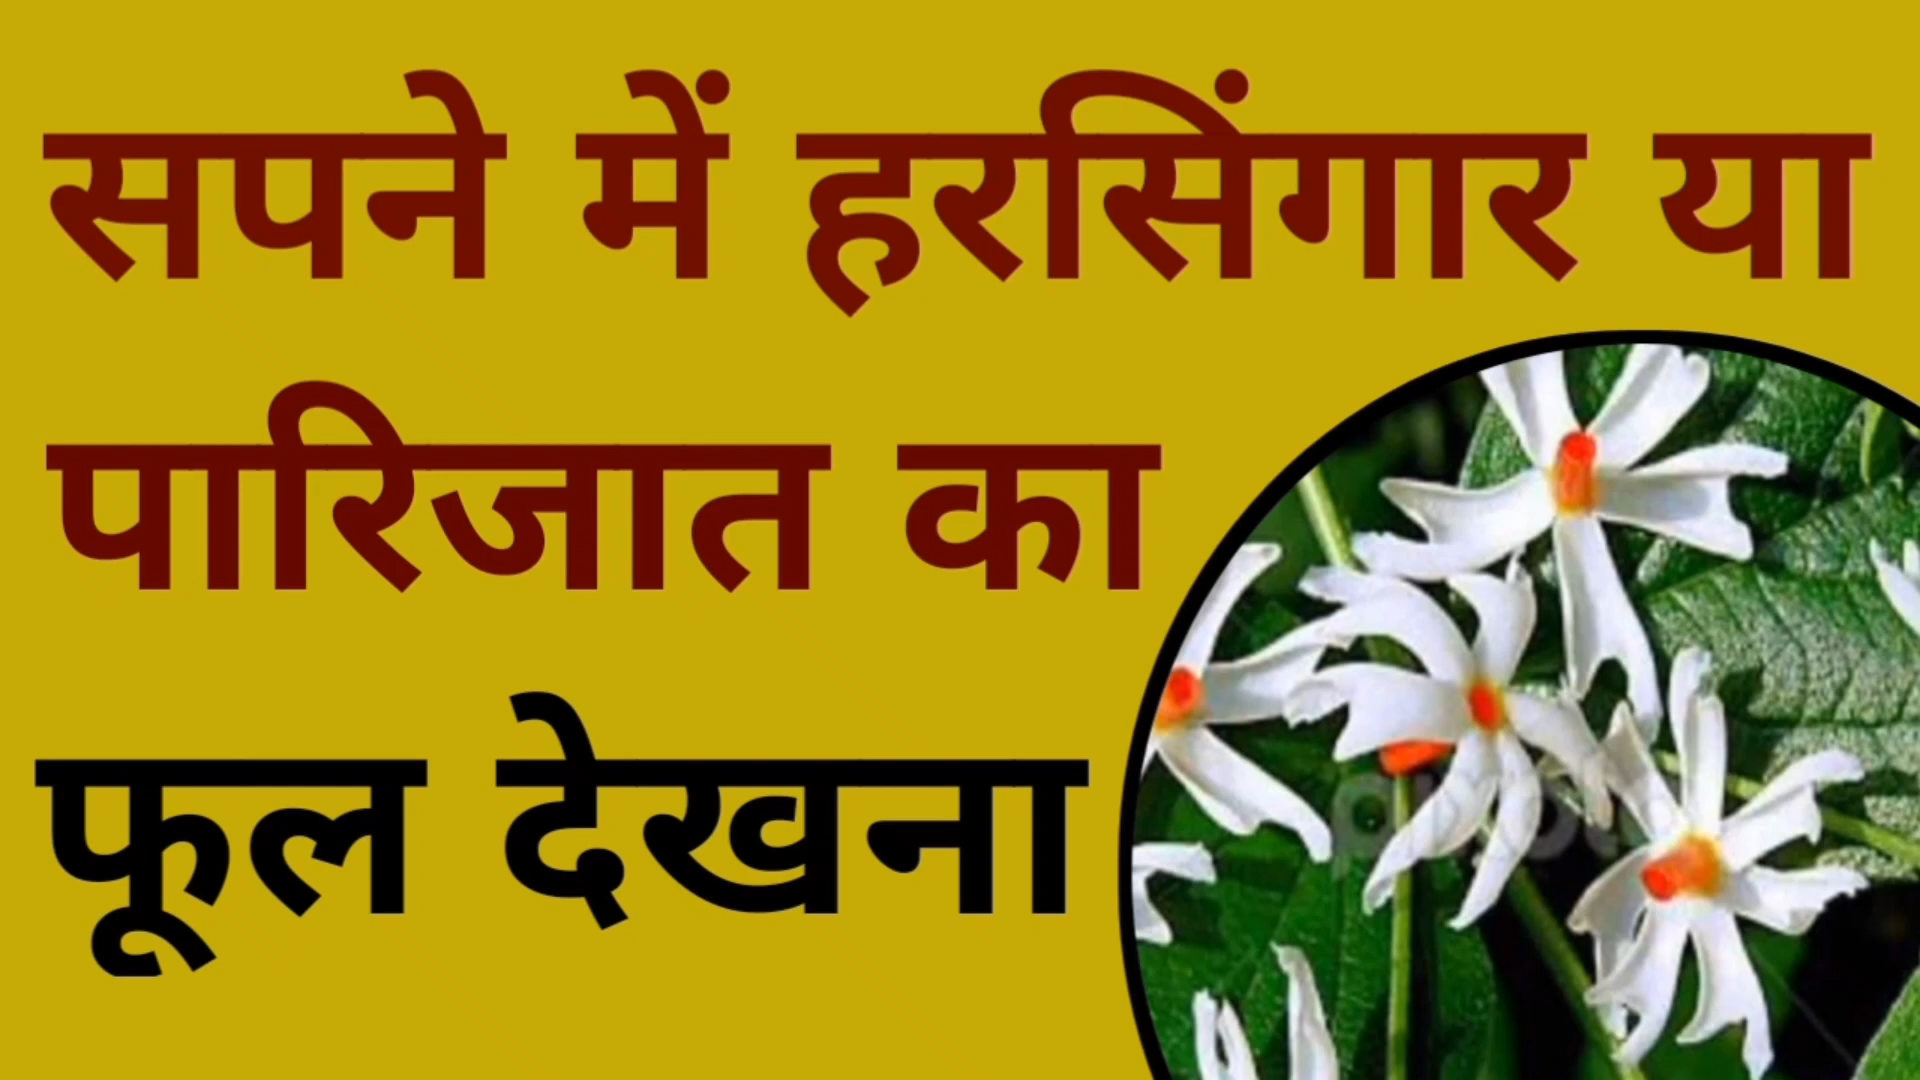 सपने में हरसिंगार या
पारिजात का
फूल देखना